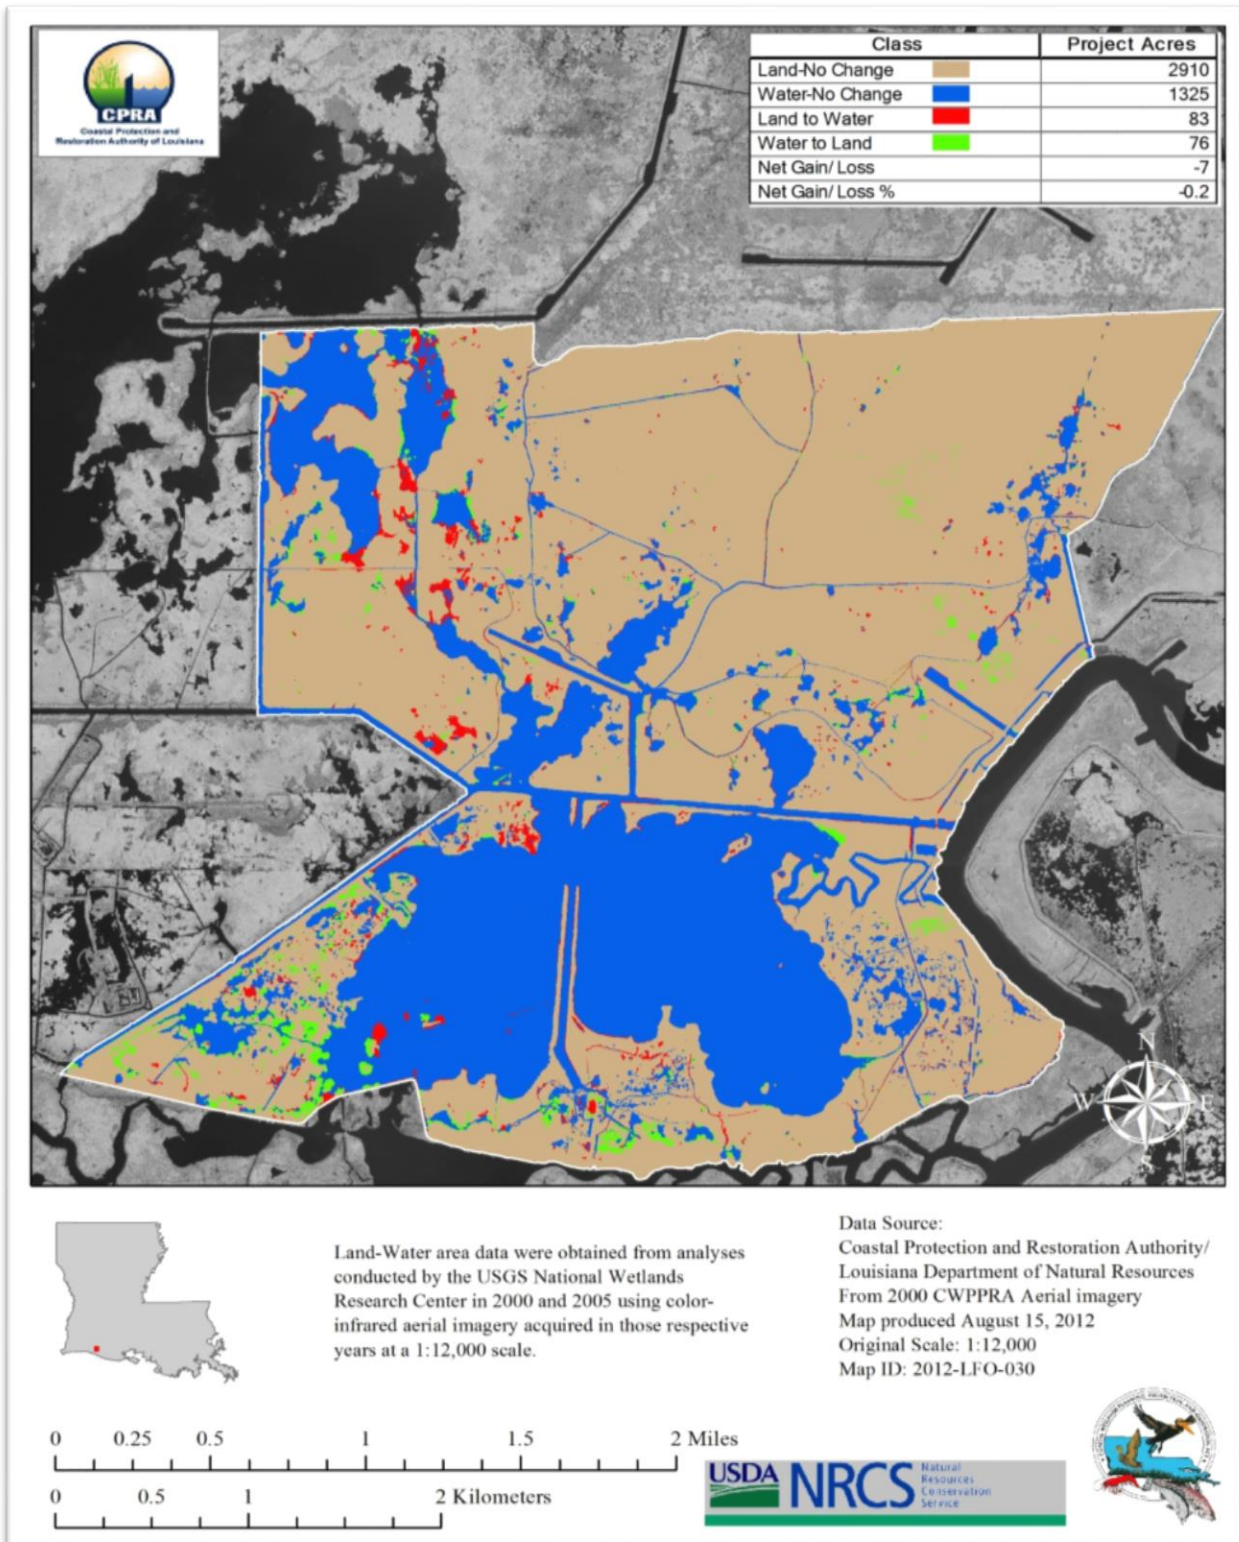 CPRA
Coastal Protection and
Restoration Authority of Louisiana
Class Project Acres
Land-No Change 2910
Water-No Change 1325
Land to Water 83
Water to Land 76
Net Gain/ Loss -7
Net Gain/ Loss % -0.2
N
W E
S
Land-Water area data were obtained from analyses
conducted by the USGS National Wetlands
Research Center in 2000 and 2005 using color-
infrared aerial imagery acquired in those respective
years at a 1:12,000 scale.
Data Source:
Coastal Protection and Restoration Authority/
Louisiana Department of Natural Resources
From 2000 CWPPRA Aerial imagery
Map produced August 15, 2012
Original Scale: 1:12,000
Map ID: 2012-LFO-030
0 0.25 0.5 1 1.5 2 Miles
0 0.5 1 2 Kilometers
USDA NRCS
Natural
Resources
Conservation
Service